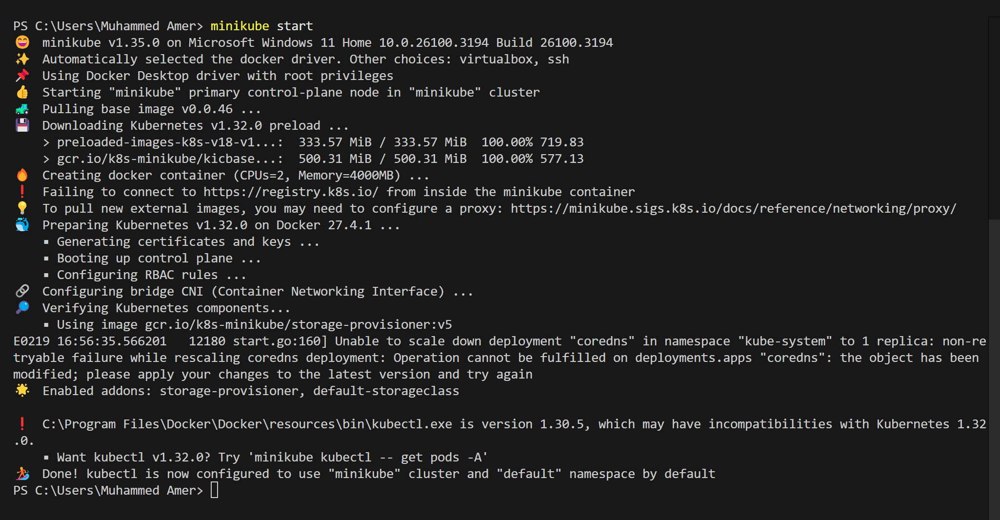 PS C:\Users\Muhammed Amer> minikube start
😄  minikube v1.35.0 on Microsoft Windows 11 Home 10.0.26100.3194 Build 26100.3194
✨  Automatically selected the docker driver. Other choices: virtualbox, ssh
📌  Using Docker Desktop driver with root privileges
👍  Starting "minikube" primary control-plane node in "minikube" cluster
🚜  Pulling base image v0.0.46 ...
💾  Downloading Kubernetes v1.32.0 preload ...
    > preloaded-images-k8s-v18-v1...:  333.57 MiB / 333.57 MiB  100.00% 719.83
    > gcr.io/k8s-minikube/kicbase...:  500.31 MiB / 500.31 MiB  100.00% 577.13
🔥  Creating docker container (CPUs=2, Memory=4000MB) ...
❗  Failing to connect to https://registry.k8s.io/ from inside the minikube container
💡  To pull new external images, you may need to configure a proxy: https://minikube.sigs.k8s.io/docs/reference/networking/proxy/
🐳  Preparing Kubernetes v1.32.0 on Docker 27.4.1 ...
    ▪ Generating certificates and keys ...
    ▪ Booting up control plane ...
    ▪ Configuring RBAC rules ...
🔗  Configuring bridge CNI (Container Networking Interface) ...
🔎  Verifying Kubernetes components...
    ▪ Using image gcr.io/k8s-minikube/storage-provisioner:v5
E0219 16:56:35.566201   12180 start.go:160] Unable to scale down deployment "coredns" in namespace "kube-system" to 1 replica: non-re
tryable failure while rescaling coredns deployment: Operation cannot be fulfilled on deployments.apps "coredns": the object has been
modified; please apply your changes to the latest version and try again
🌟  Enabled addons: storage-provisioner, default-storageclass

❗  C:\Program Files\Docker\Docker\resources\bin\kubectl.exe is version 1.30.5, which may have incompatibilities with Kubernetes 1.32
.0.
    ▪ Want kubectl v1.32.0? Try 'minikube kubectl -- get pods -A'
🏄  Done! kubectl is now configured to use "minikube" cluster and "default" namespace by default
PS C:\Users\Muhammed Amer>